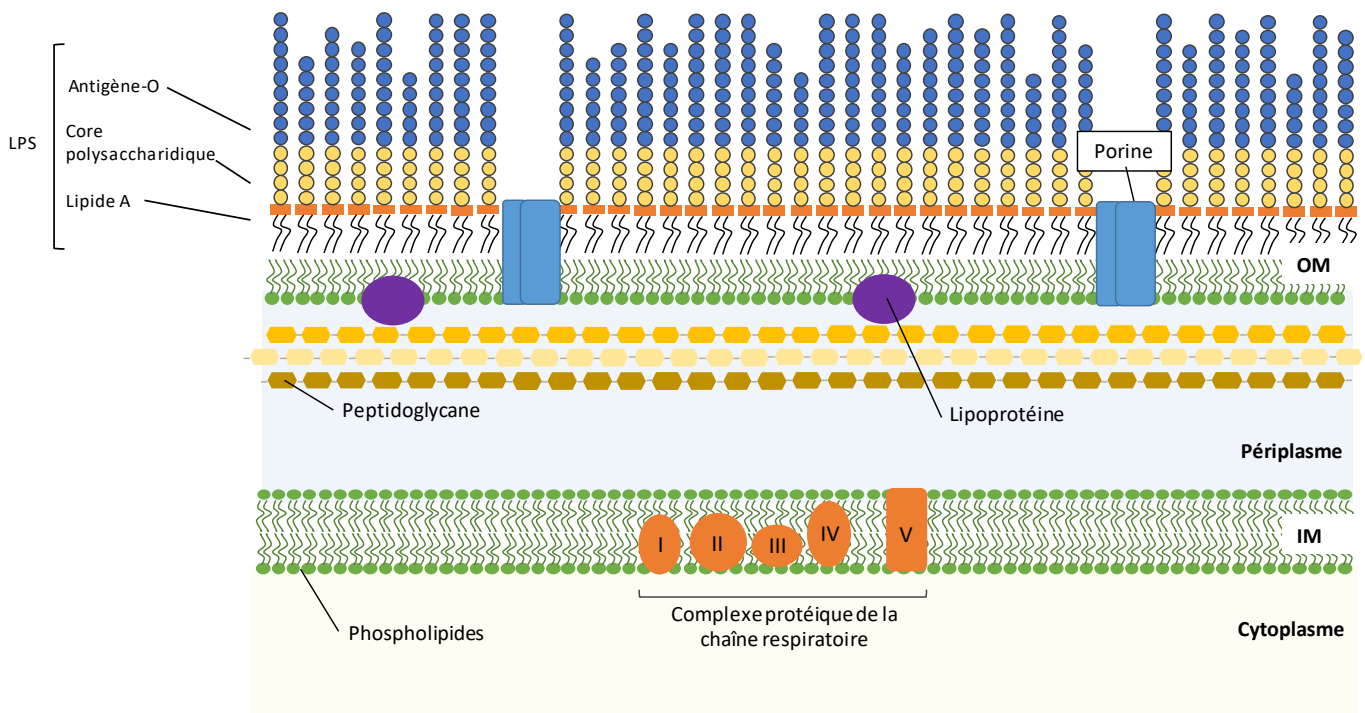 LPS
Antigène-O
Core
polysaccharidique
Lipide A
Porine
OM
Peptidoglycane
Lipoprotéine
Périplasme
I
II
III
IV
V
IM
Phospholipides
Complexe protéique de la
chaîne respiratoire
Cytoplasme